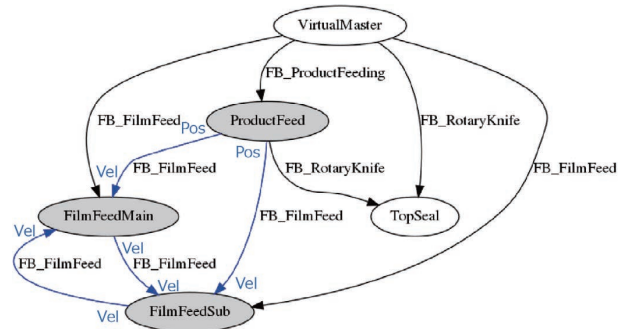 VirtualMaster
FB_ProductFeeding
FB_FilmFeed
FB_RotaryKnife
Pos
ProductFeed
Pos
Vel
FB_FilmFeed
FB_RotaryKnife
FB_FilmFeed
FilmFeedMain
FB_FilmFeed
TopSeal
Vel
Vel
FB_FilmFeed
FB_FilmFeed
Vel
Vel
FilmFeedSub
Vel